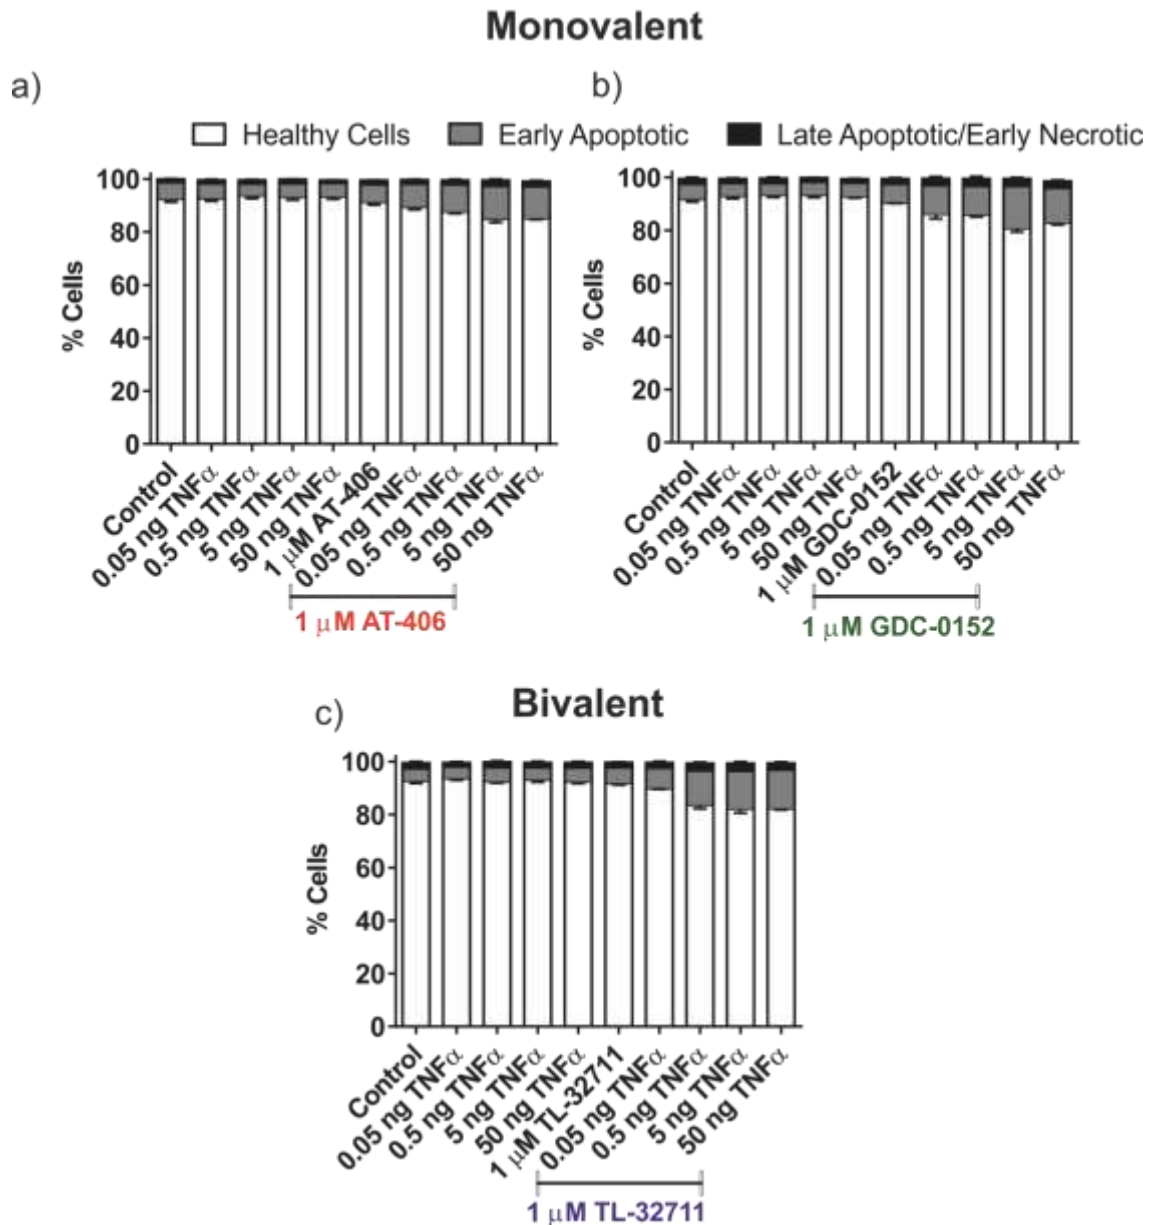 Monovalent
a)
b)
Healthy Cells Early Apoptotic Late Apoptotic/Early Necrotic
100
80
60
40
20
0
% Cells
Control
0.05 ng TNFα
0.5 ng TNFα
5 ng TNFα
50 ng TNFα
1 μM AT-406
0.05 ng TNFα
0.5 ng TNFα
5 ng TNFα
50 ng TNFα
1 μM AT-406
100
80
60
40
20
0
% Cells
Control
0.05 ng TNFα
0.5 ng TNFα
5 ng TNFα
50 ng TNFα
1 μM GDC-0152
0.05 ng TNFα
0.5 ng TNFα
5 ng TNFα
50 ng TNFα
1 μM GDC-0152
Bivalent
c)
100
80
60
40
20
0
% Cells
Control
0.05 ng TNFα
0.5 ng TNFα
5 ng TNFα
50 ng TNFα
1 μM TL-32711
0.05 ng TNFα
0.5 ng TNFα
5 ng TNFα
50 ng TNFα
1 μM TL-32711